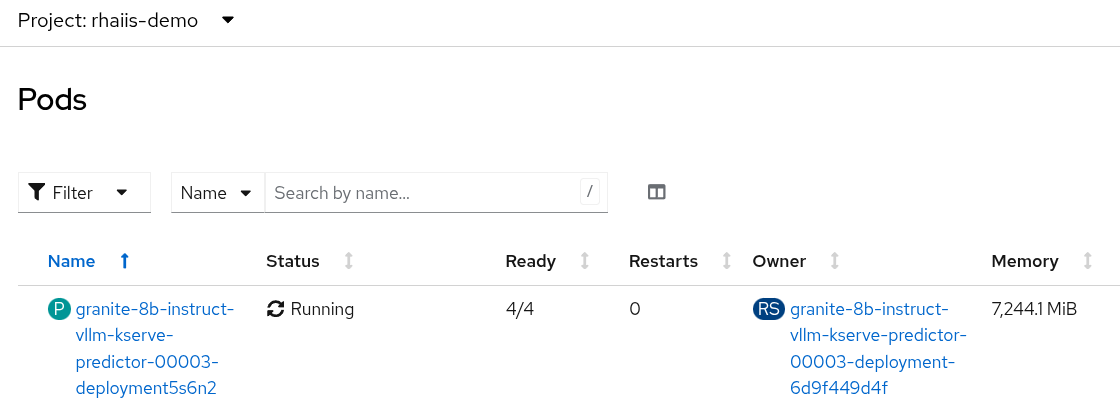 Project: rhaiis-demo
Pods
Filter Name Search by name... /
Name Status Ready Restarts Owner Memory
P granite-8b-instruct- Running 4/4 0 RS granite-8b-instruct- 7,244.1 MiB
vllm-kserve- vllm-kserve-predictor-
predictor-00003- 00003-deployment-
deployment5s6n2 6d9f449d4f